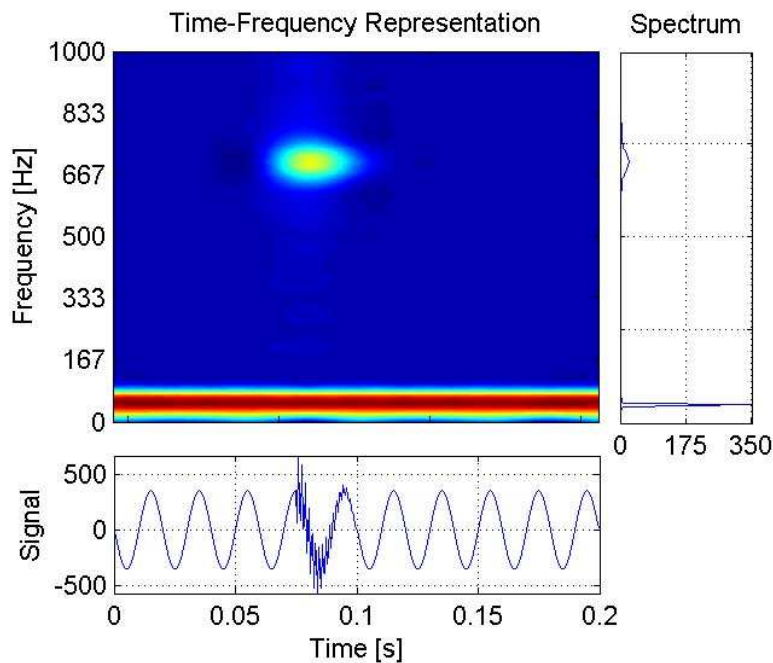 Time-Frequency Representation
Spectrum
Frequency [Hz]
1000
833
667
500
333
167
0
0 175 350
Signal
500
0
-500
0 0.05 0.1 0.15 0.2
Time [s]